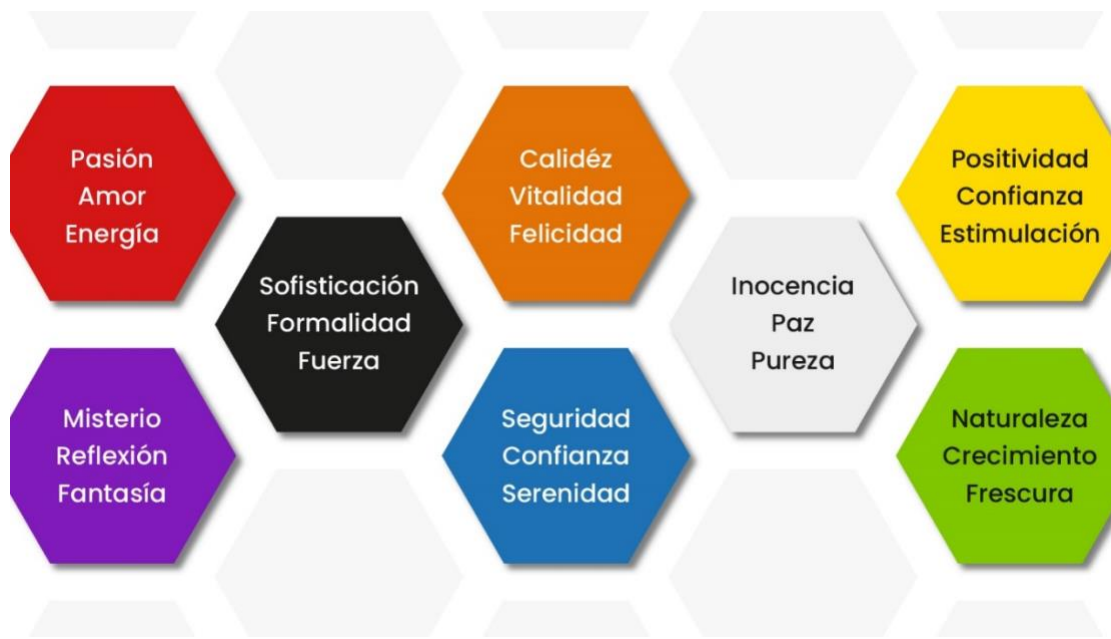 Pasión
Amor
Energía
Calidéz
Vitalidad
Felicidad
Positividad
Confianza
Estimulación
Sofisticación
Formalidad
Fuerza
Inocencia
Paz
Pureza
Misterio
Reflexión
Fantasía
Seguridad
Confianza
Serenidad
Naturaleza
Crecimiento
Frescura